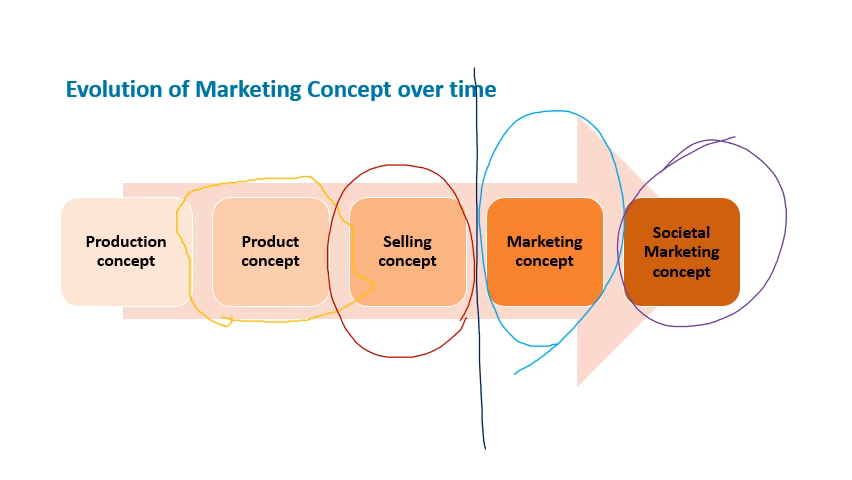 Evolution of Marketing Concept over time
Production
concept
Product
concept
Selling
concept
Marketing
concept
Societal
Marketing
concept